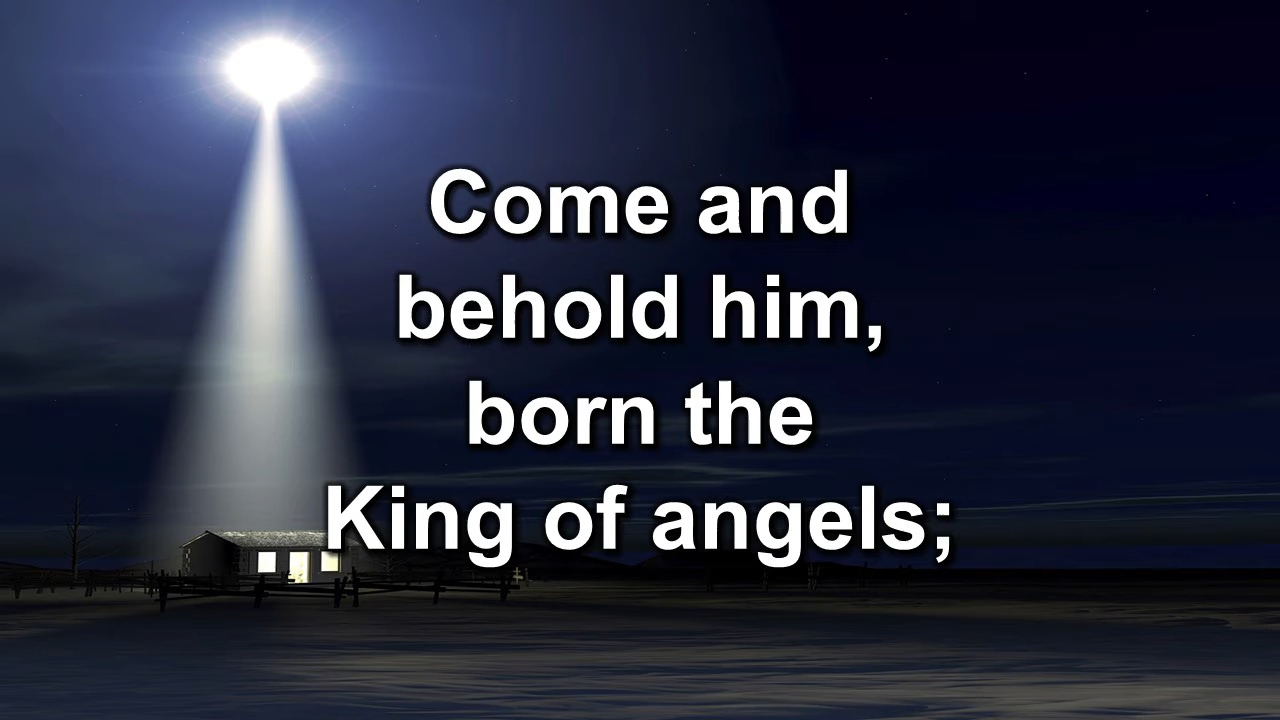 Come and
behold him,
born the
King of angels;